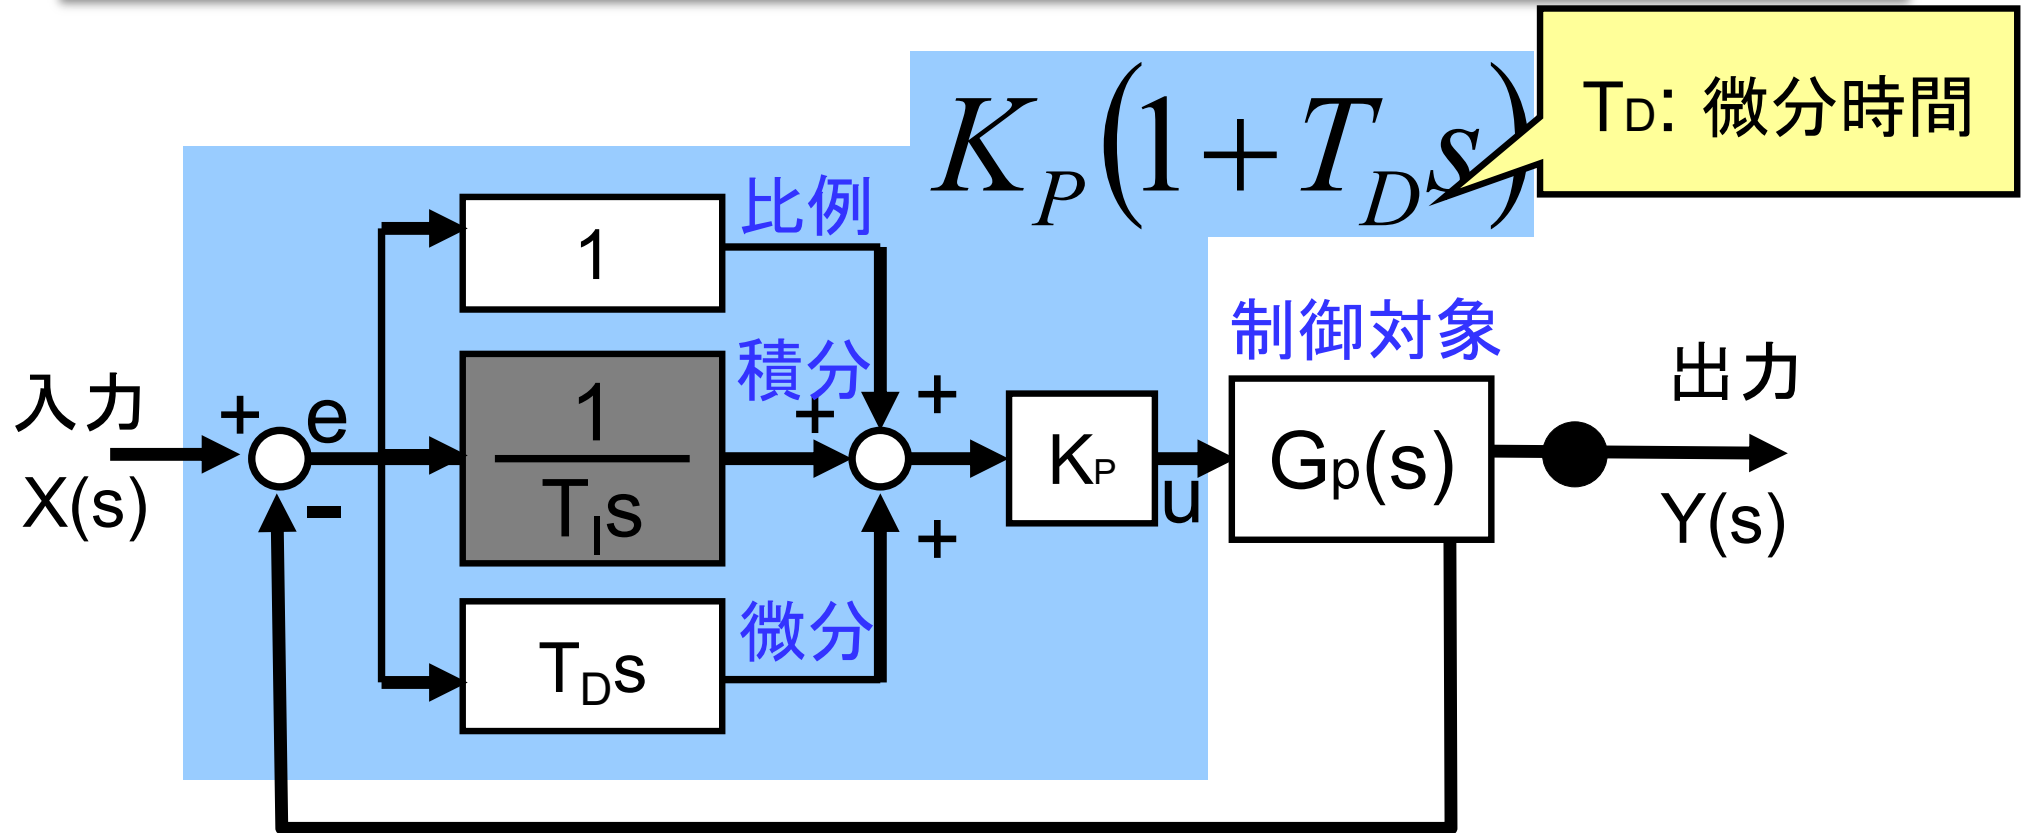 K_P(1+T_D s)
T_D: 微分時間
比例
1
積分
1
T_I s
微分
T_D s
入力
X(s)
+
e
-
+
+
+
K_P
u
制御対象
G_p(s)
出力
Y(s)